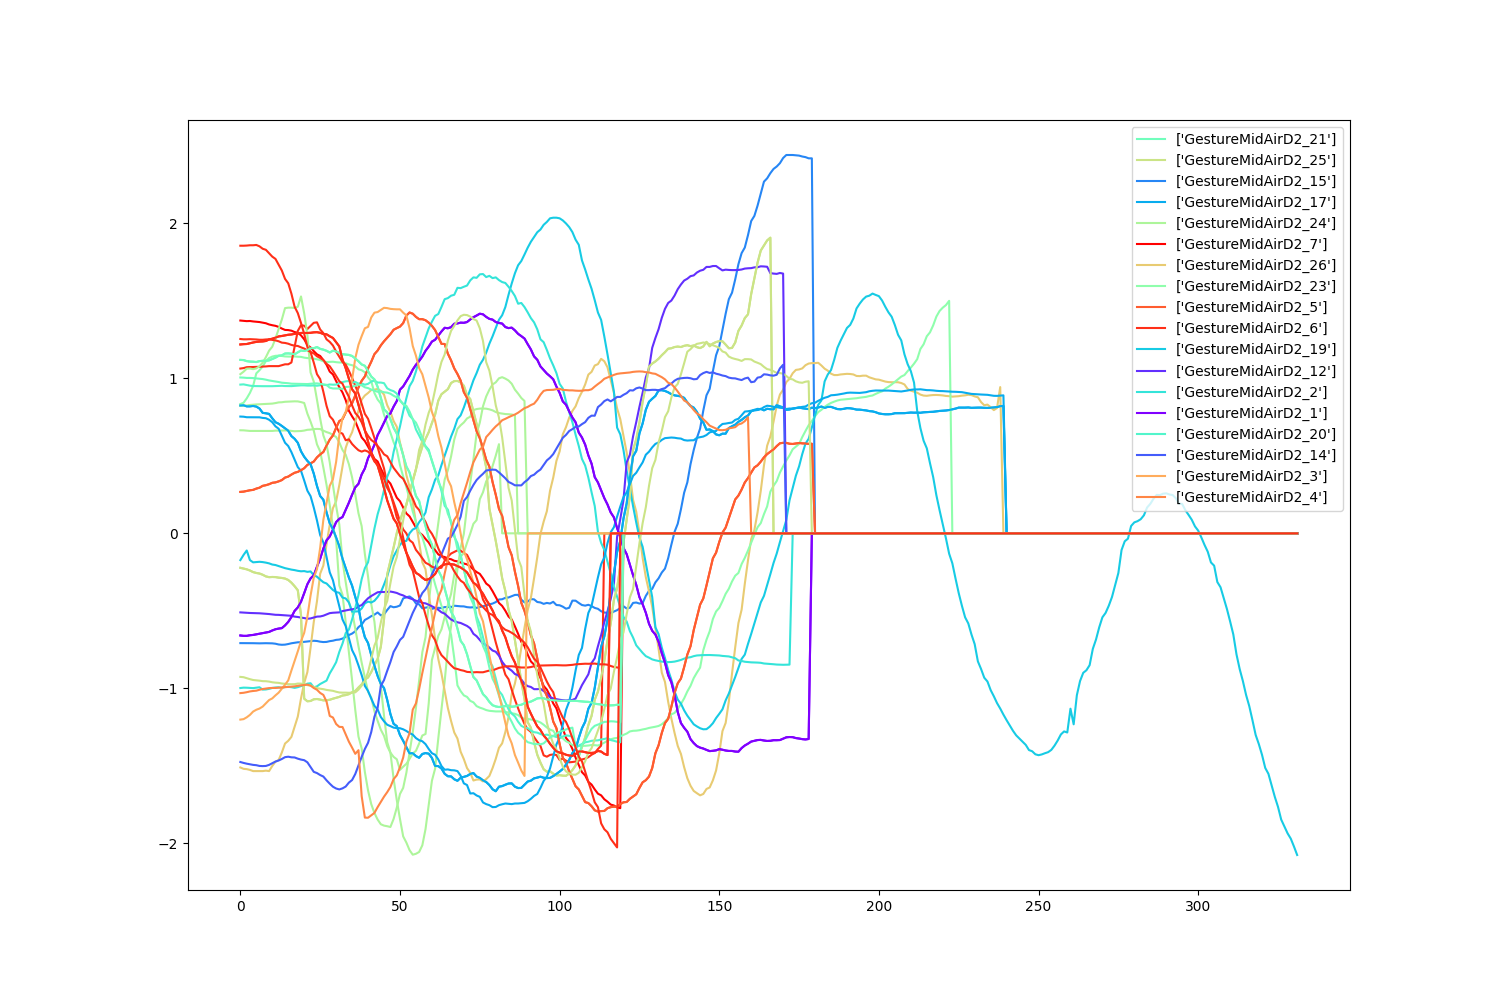 ['GestureMidAirD2_21']
['GestureMidAirD2_25']
['GestureMidAirD2_15']
['GestureMidAirD2_17']
['GestureMidAirD2_24']
['GestureMidAirD2_7']
['GestureMidAirD2_26']
['GestureMidAirD2_23']
['GestureMidAirD2_5']
['GestureMidAirD2_6']
['GestureMidAirD2_19']
['GestureMidAirD2_12']
['GestureMidAirD2_2']
['GestureMidAirD2_1']
['GestureMidAirD2_20']
['GestureMidAirD2_14']
['GestureMidAirD2_3']
['GestureMidAirD2_4']
2
1
0
−1
−2
0 50 100 150 200 250 300